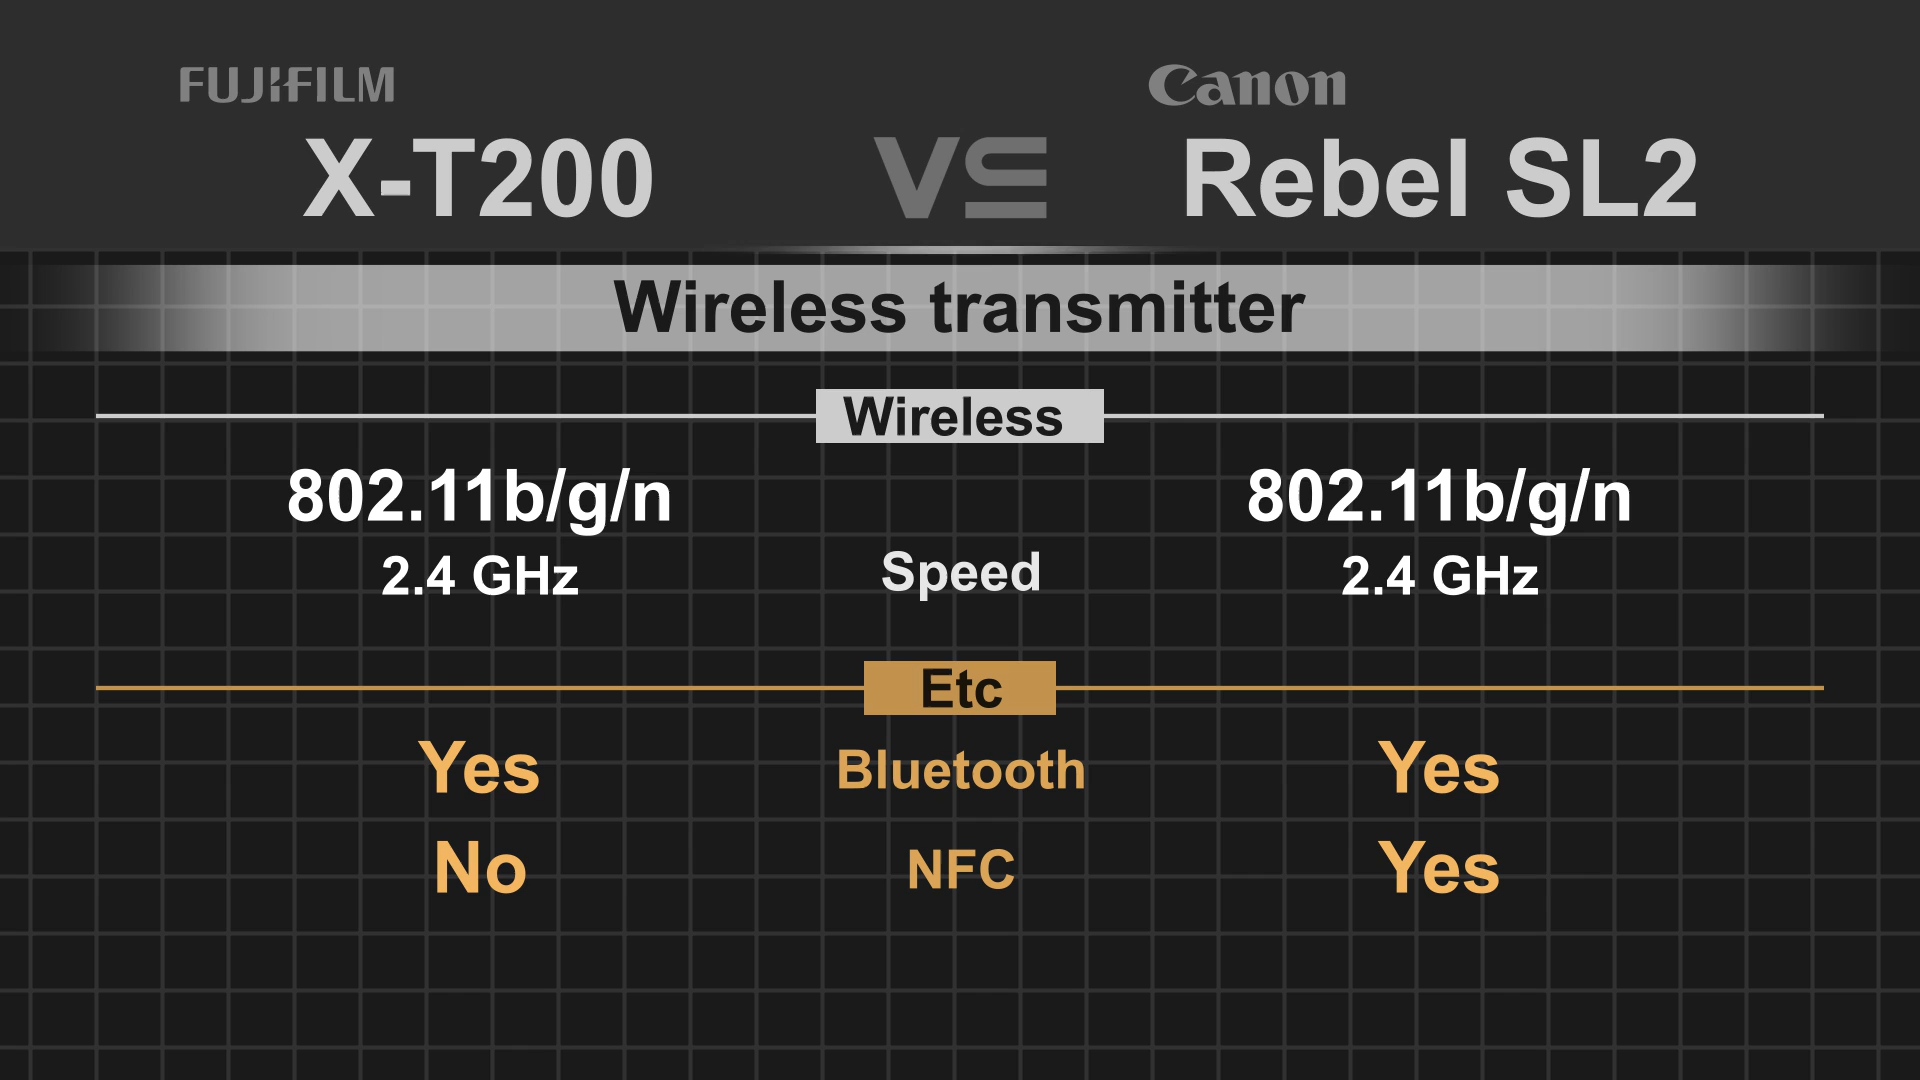 FUJIFILM
Canon
X-T200 VS Rebel SL2
Wireless transmitter
Wireless
802.11b/g/n 802.11b/g/n
2.4 GHz Speed 2.4 GHz
Etc
Yes Bluetooth Yes
No NFC Yes